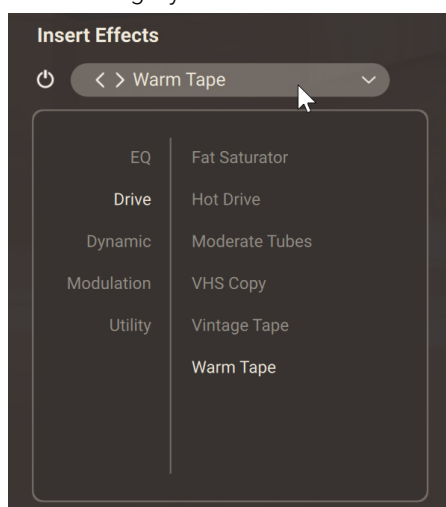 Insert Effects
Warm Tape
EQ
Fat Saturator
Drive
Hot Drive
Dynamic
Moderate Tubes
Modulation
VHS Copy
Utility
Vintage Tape
Warm Tape